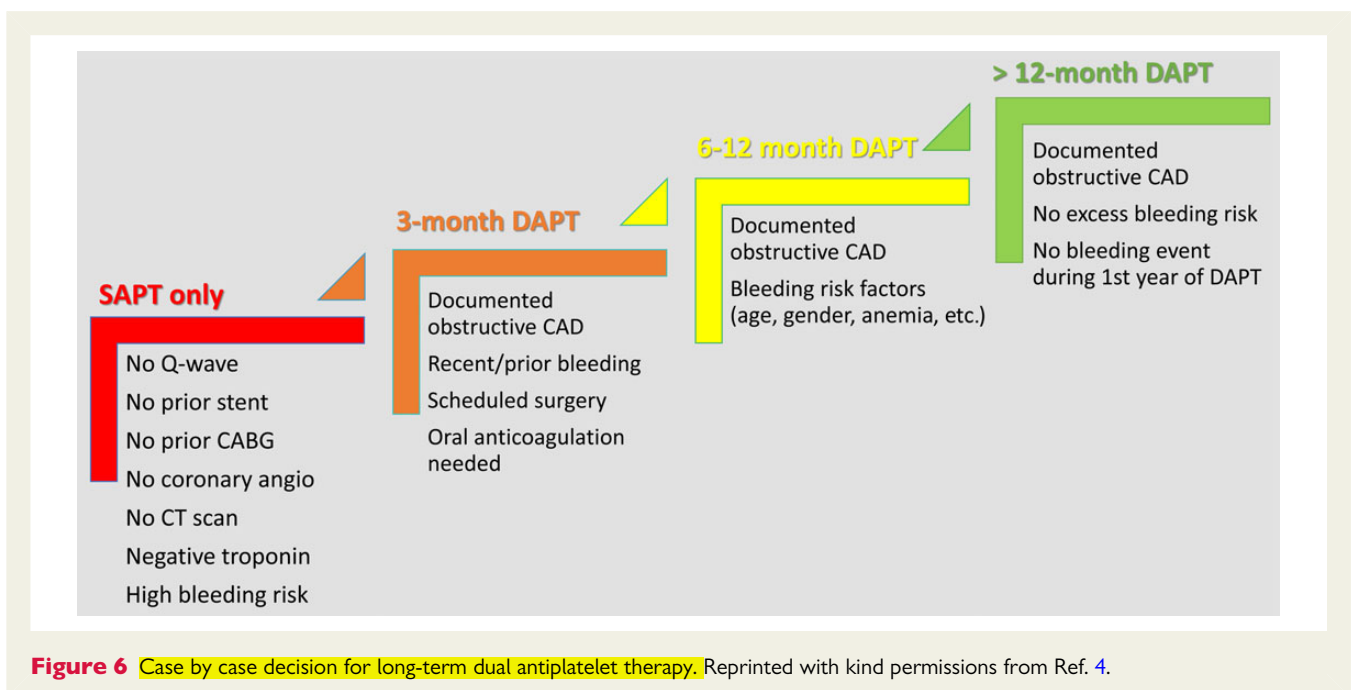 SAPT only
No Q-wave
No prior stent
No prior CABG
No coronary angio
No CT scan
Negative troponin
High bleeding risk
3-month DAPT
Documented
obstructive CAD
Recent/prior bleeding
Scheduled surgery
Oral anticoagulation
needed
6-12 month DAPT
Documented
obstructive CAD
Bleeding risk factors
(age, gender, anemia, etc.)
> 12-month DAPT
Documented
obstructive CAD
No excess bleeding risk
No bleeding event
during 1st year of DAPT
Figure 6 Case by case decision for long-term dual antiplatelet therapy. Reprinted with kind permissions from Ref. 4.